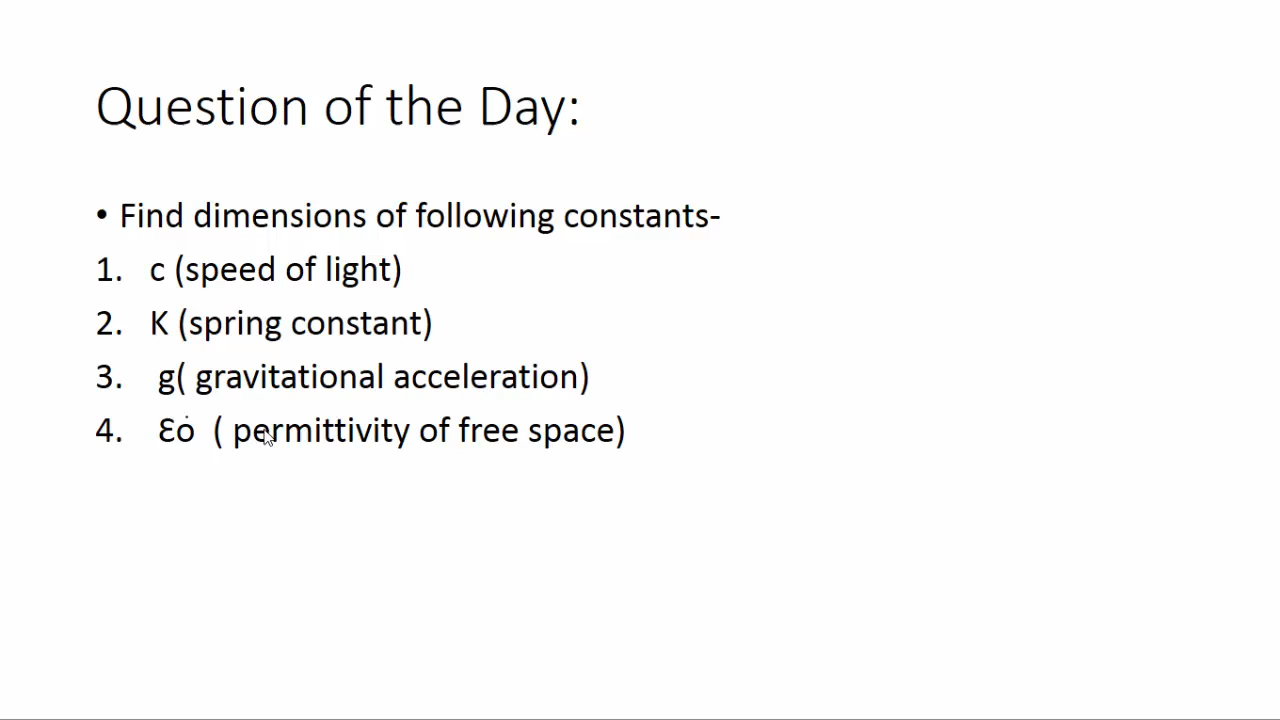 Question of the Day:
• Find dimensions of following constants-
1. c (speed of light)
2. K (spring constant)
3. g( gravitational acceleration)
4. Ɛȯ ( permittivity of free space)